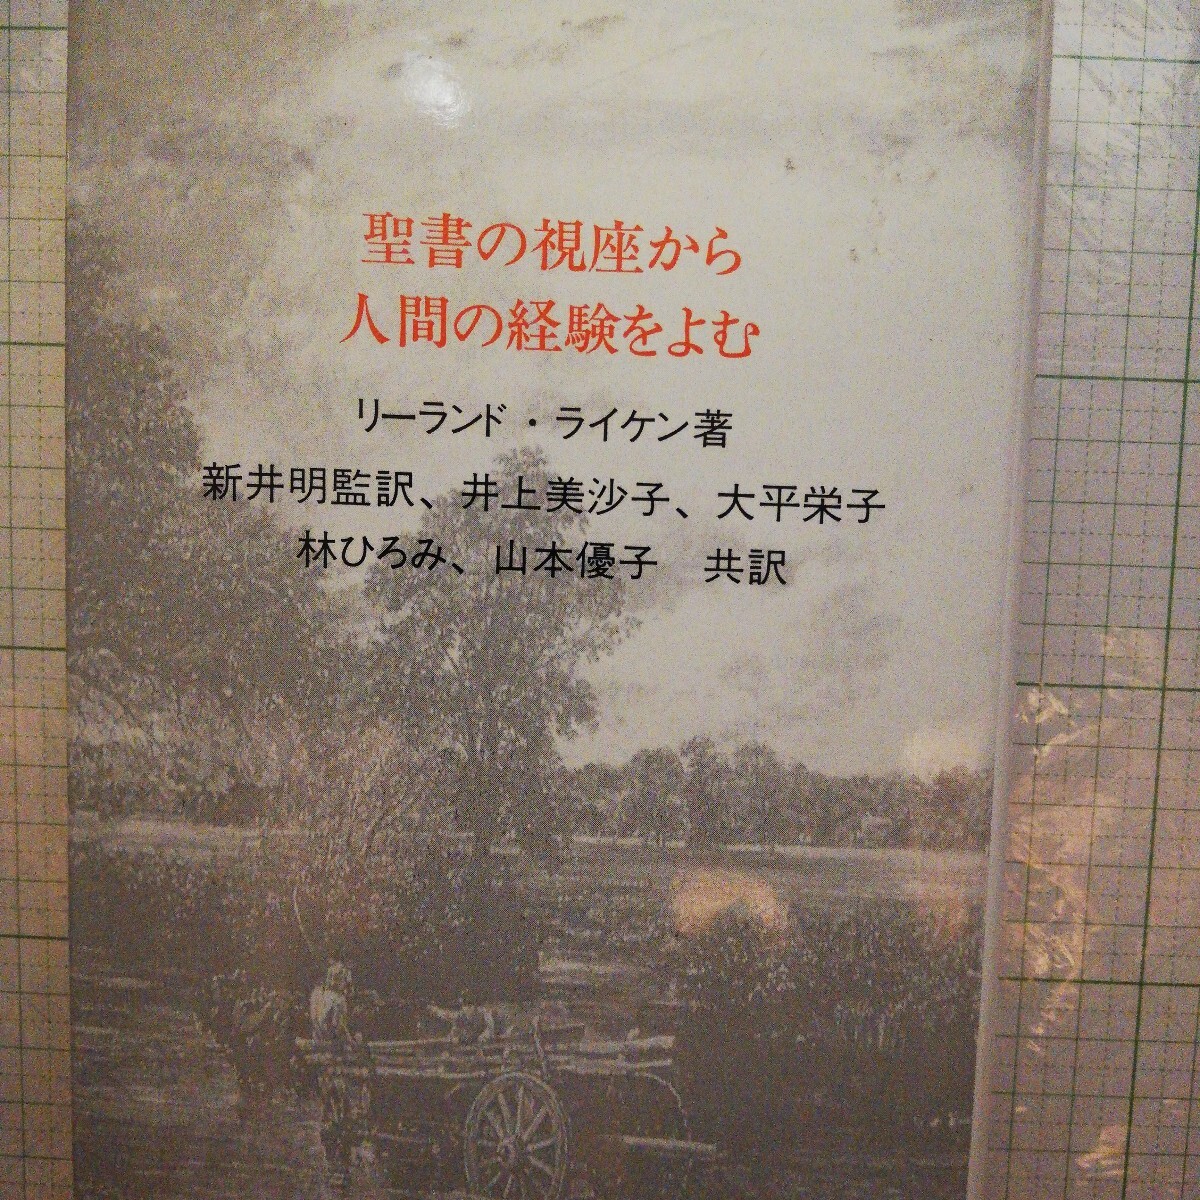 聖書の視座から
人間の経験をよむ
リーランド・ライケン著
新井明監訳、井上美沙子、大平栄子
林ひろみ、山本優子　共訳